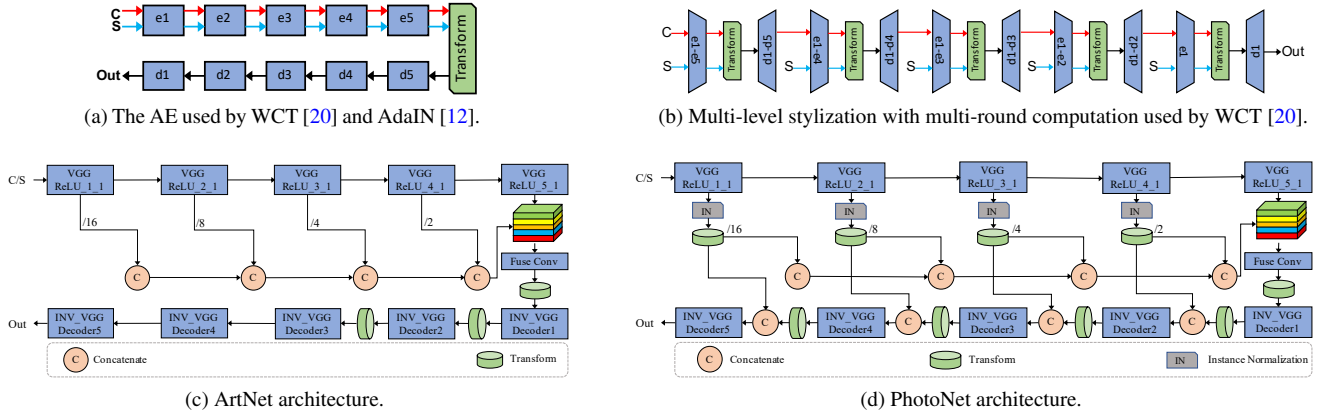 C
S
e1
e2
e3
e4
e5
Transform
Out
d1
d2
d3
d4
d5
(a) The AE used by WCT [20] and AdaIN [12].
C
S
e1-e5
Transform
d1-d5
S
e1-e4
Transform
d1-d4
S
e1-e3
Transform
d1-d3
S
e1-e2
Transform
d1-d2
S
e1
Transform
d1
Out
(b) Multi-level stylization with multi-round computation used by WCT [20].
C/S
VGG
ReLU_1_1
VGG
ReLU_2_1
VGG
ReLU_3_1
VGG
ReLU_4_1
VGG
ReLU_5_1
/16
/8
/4
/2
C
C
C
C
Fuse Conv
Out
INV_VGG
Decoder5
INV_VGG
Decoder4
INV_VGG
Decoder3
INV_VGG
Decoder2
INV_VGG
Decoder1
C
Concatenate
Transform
(c) ArtNet architecture.
C/S
VGG
ReLU_1_1
VGG
ReLU_2_1
VGG
ReLU_3_1
VGG
ReLU_4_1
VGG
ReLU_5_1
IN
IN
IN
IN
/16
/8
/4
/2
C
C
C
C
Fuse Conv
Out
INV_VGG
Decoder5
C
INV_VGG
Decoder4
C
INV_VGG
Decoder3
C
INV_VGG
Decoder2
C
INV_VGG
Decoder1
C
Concatenate
Transform
IN
Instance Normalization
(d) PhotoNet architecture.